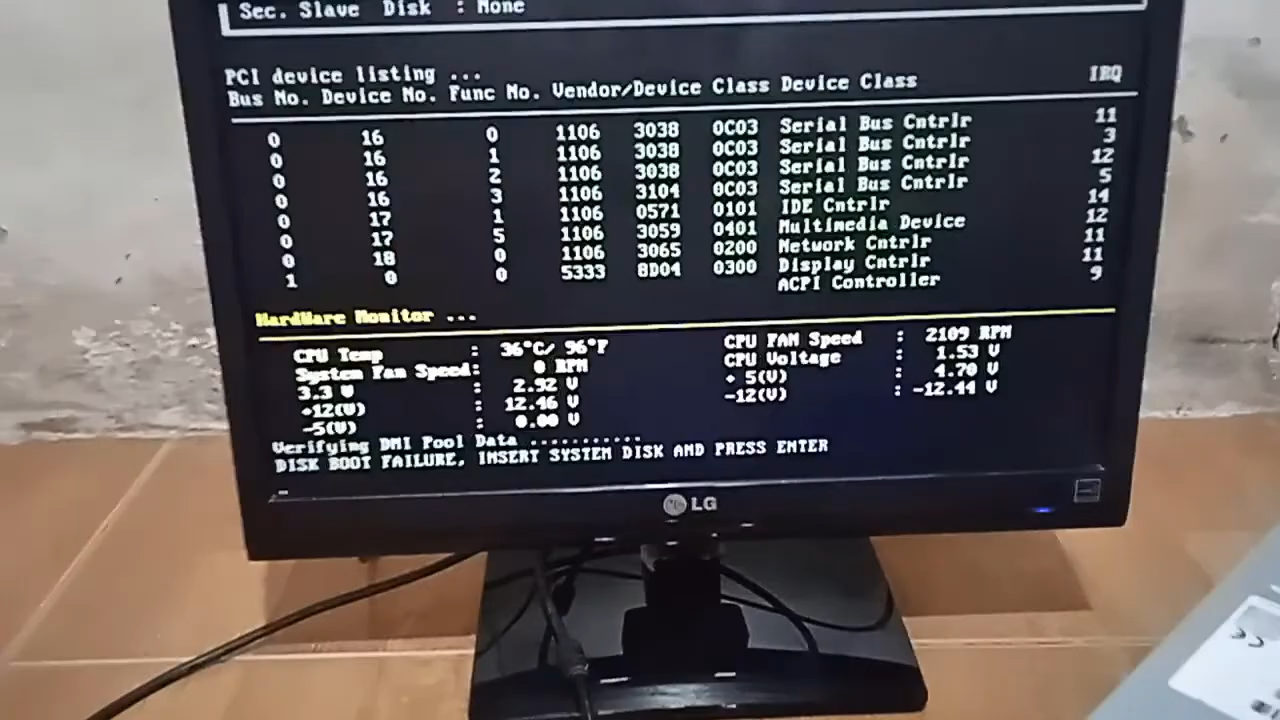 Sec. Slave Disk : None
PCI device listing ...
Bus No. Device No. Func No. Vendor/Device Class Device Class IRQ
0 16 0 1106 3038 0C03 Serial Bus Cntrlr 11
0 16 1 1106 3038 0C03 Serial Bus Cntrlr 3
0 16 2 1106 3038 0C03 Serial Bus Cntrlr 12
0 16 3 1106 3104 0C03 Serial Bus Cntrlr 5
0 17 1 1106 0571 0101 IDE Cntrlr 14
0 17 5 1106 3059 0401 Multimedia Device 12
0 18 0 1106 3065 0200 Network Cntrlr 11
1 0 0 5333 8D04 0300 Display Cntrlr 11
ACPI Controller 9
HardWare Monitor ...
CPU Temp : 36°C/ 96°F CPU FAN Speed : 2109 RPM
System Fan Speed: 0 RPM CPU Voltage : 1.53 V
3.3 V : 2.92 V + 5(V) : 4.70 V
+12(V) : 12.46 V -12(V) : -12.44 V
-5(V) : 0.00 V
Verifying DMI Pool Data ...........
DISK BOOT FAILURE, INSERT SYSTEM DISK AND PRESS ENTER
_
LG